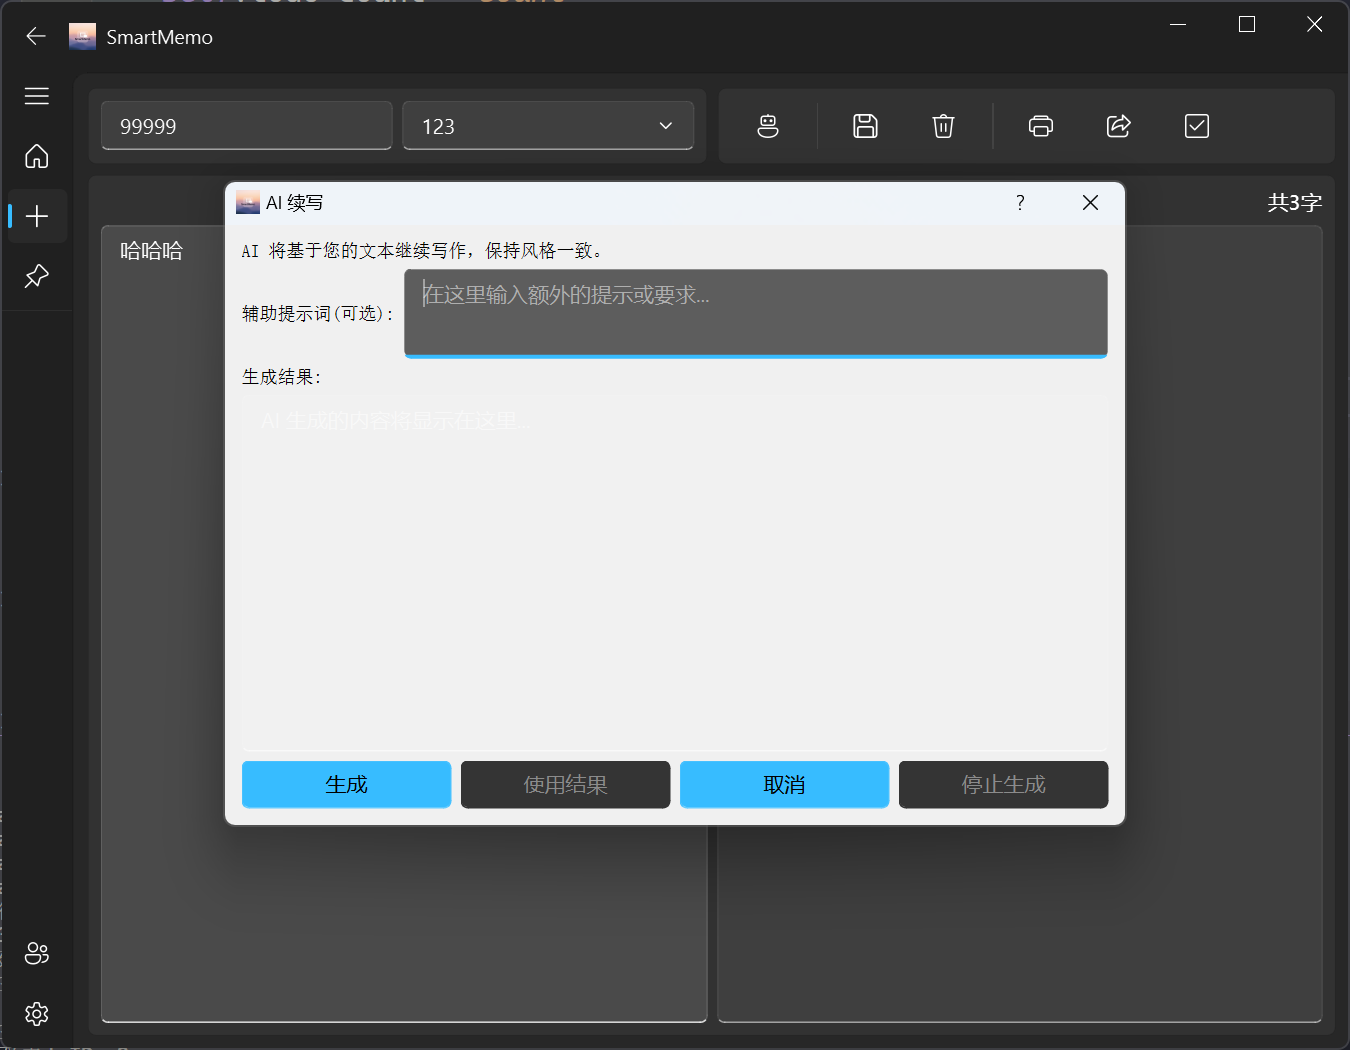 SmartMemo
99999
123
共3字
哈哈哈
AI 续写
?
AI 将基于您的文本继续写作，保持风格一致。
辅助提示词(可选):
在这里输入额外的提示或要求...
生成结果:
AI 生成的内容将显示在这里...
生成
使用结果
取消
停止生成